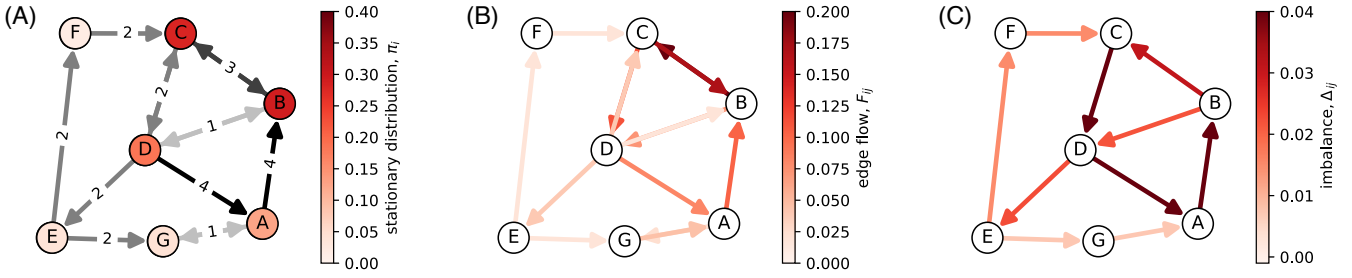 (A)
F
C
B
D
A
E
G
2
3
2
1
2
4
4
2
2
1
0.40
0.35
0.30
0.25
0.20
0.15
0.10
0.05
0.00
stationary distribution, πi
(B)
F
C
B
D
A
E
G
0.200
0.175
0.150
0.125
0.100
0.075
0.050
0.025
0.000
edge flow, Fij
(C)
F
C
B
D
A
E
G
0.04
0.03
0.02
0.01
0.00
imbalance, Δij